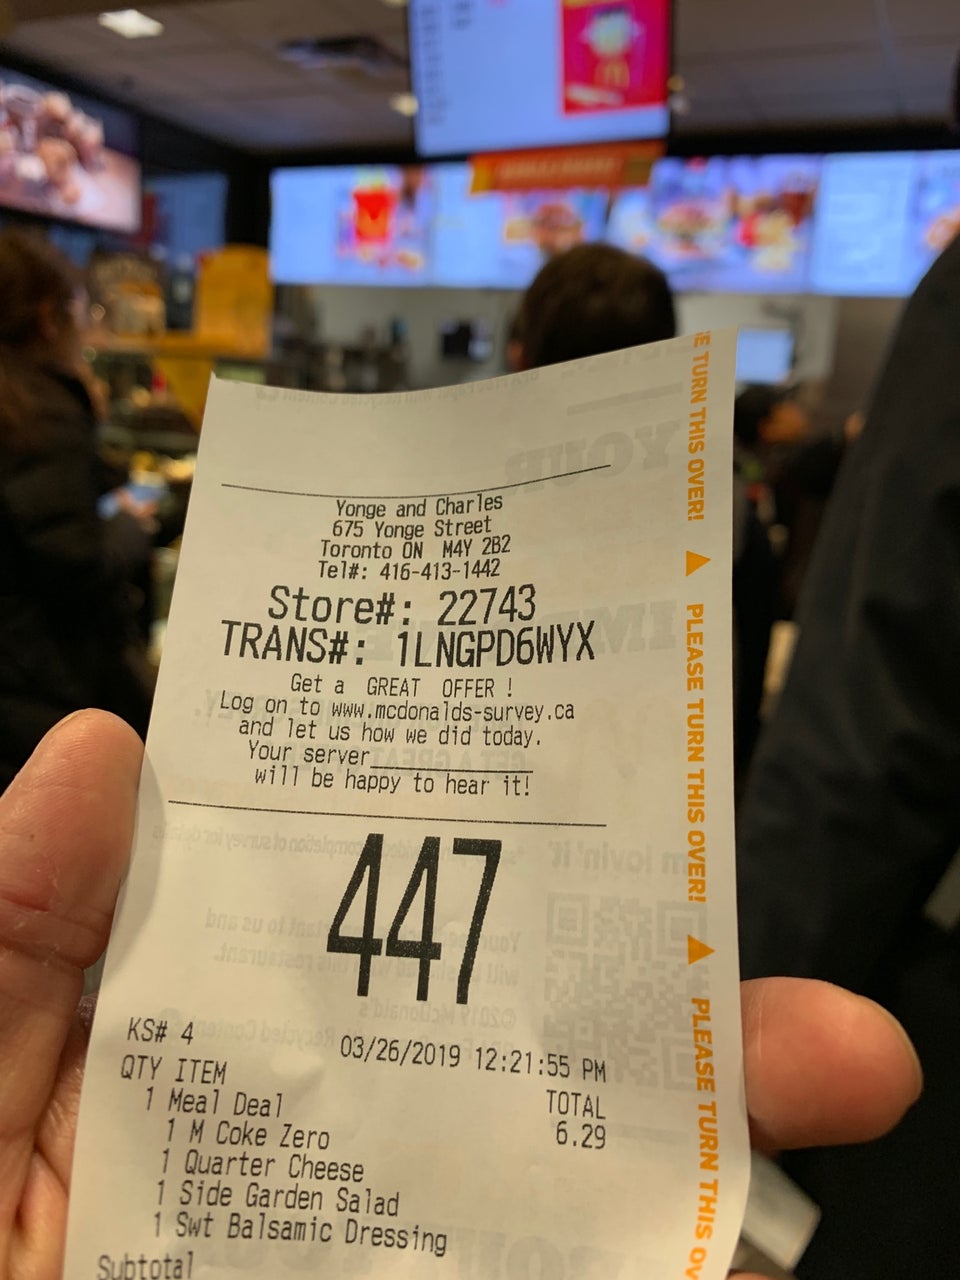 Yonge and Charles
675 Yonge Street
Toronto ON M4Y 2B2
Tel#: 416-413-1442
Store#: 22743
TRANS#: 1LNGPD6WYX
Get a GREAT OFFER !
Log on to www.mcdonalds-survey.ca
and let us how we did today.
Your server____________
will be happy to hear it!
447
KS# 4 03/26/2019 12:21:55 PM
QTY ITEM TOTAL
1 Meal Deal 6.29
1 M Coke Zero
1 Quarter Cheese
1 Side Garden Salad
1 Swt Balsamic Dressing
Subtotal
E TURN THIS OVER!
PLEASE TURN THIS OVER!
PLEASE TURN THIS OV